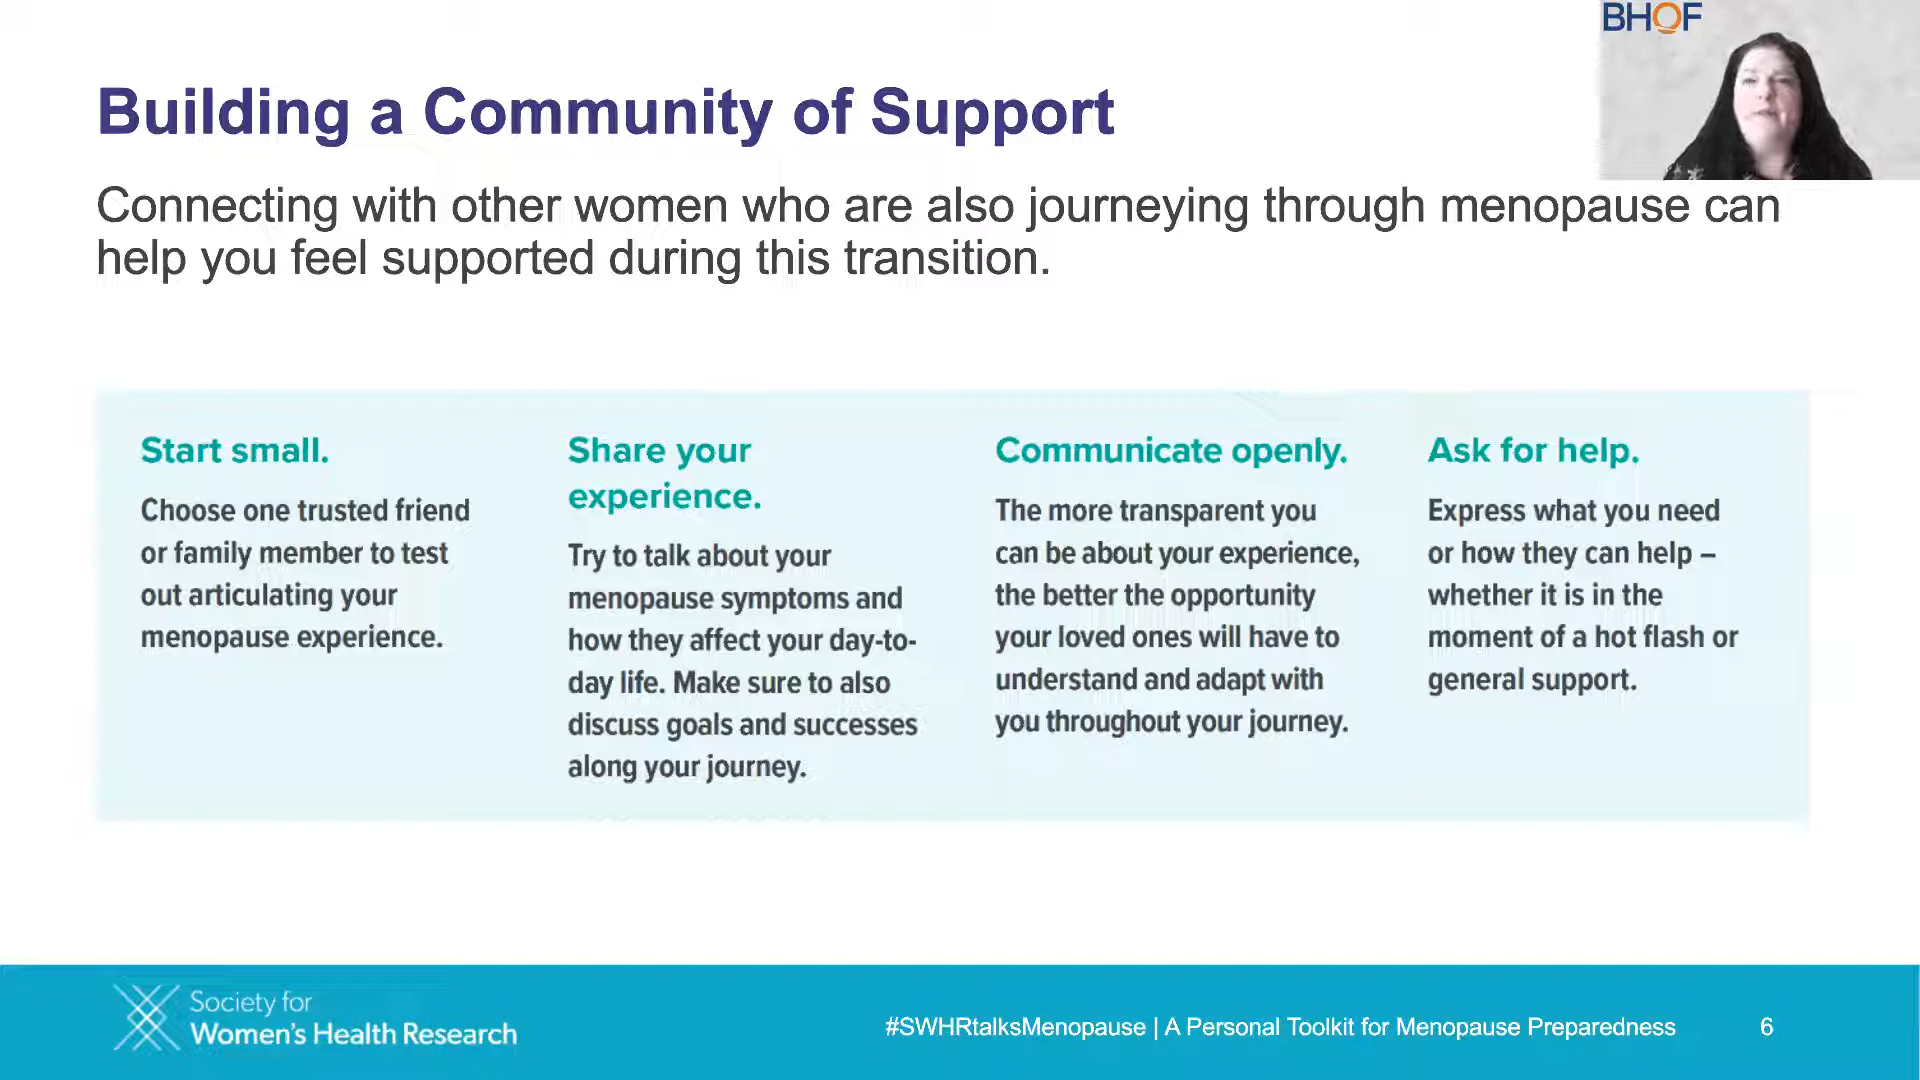 BHOF
Building a Community of Support
Connecting with other women who are also journeying through menopause can
help you feel supported during this transition.
Start small.
Choose one trusted friend
or family member to test
out articulating your
menopause experience.
Share your
experience.
Try to talk about your
menopause symptoms and
how they affect your day-to-
day life. Make sure to also
discuss goals and successes
along your journey.
Communicate openly.
The more transparent you
can be about your experience,
the better the opportunity
your loved ones will have to
understand and adapt with
you throughout your journey.
Ask for help.
Express what you need
or how they can help –
whether it is in the
moment of a hot flash or
general support.
Society for
Women's Health Research
#SWHRtalksMenopause | A Personal Toolkit for Menopause Preparedness
6